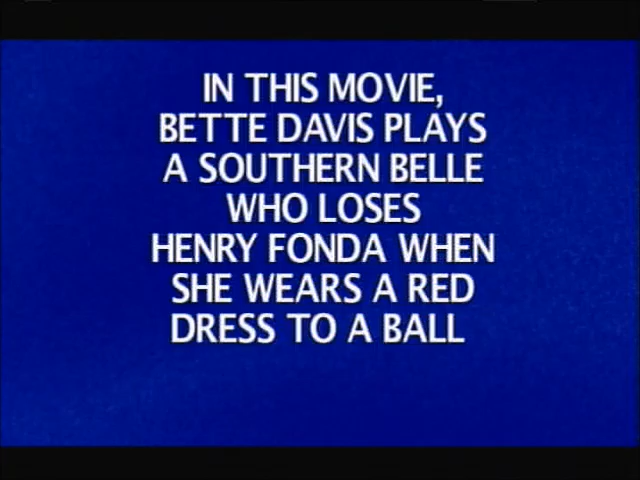 IN THIS MOVIE,
BETTE DAVIS PLAYS
A SOUTHERN BELLE
WHO LOSES
HENRY FONDA WHEN
SHE WEARS A RED
DRESS TO A BALL